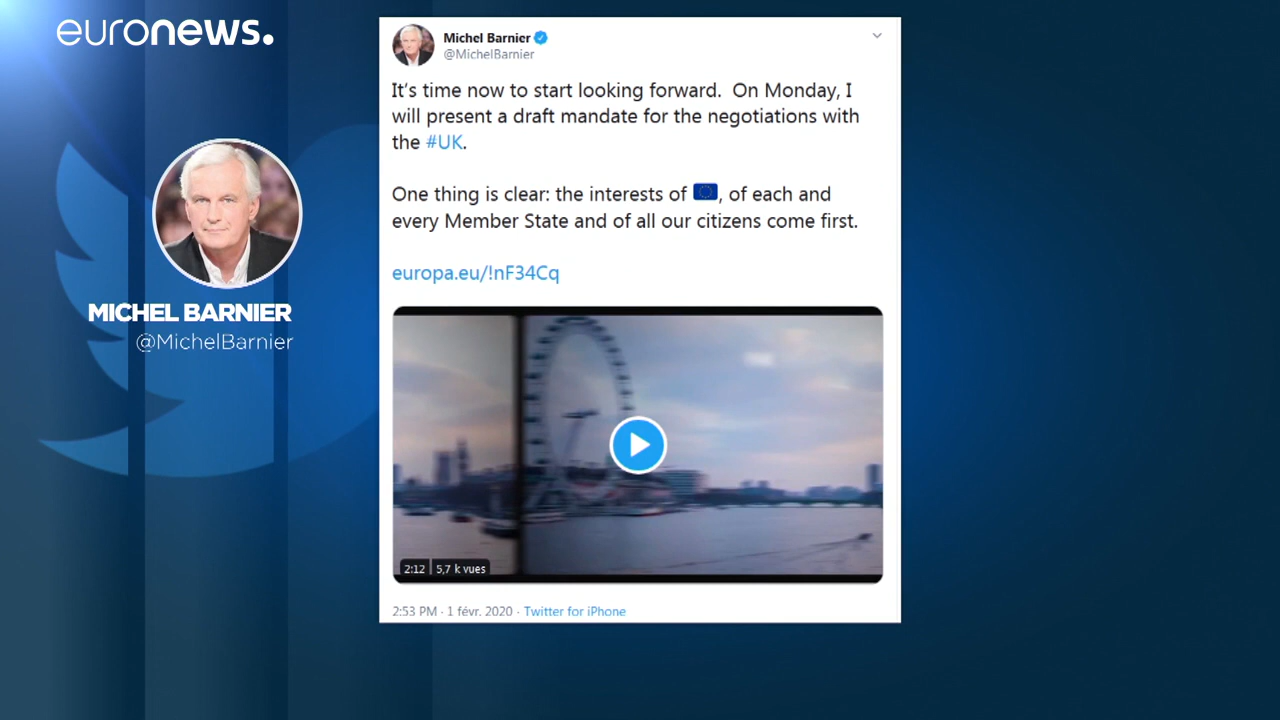 euronews.
MICHEL BARNIER
@MichelBarnier
Michel Barnier
@MichelBarnier
It's time now to start looking forward.  On Monday, I
will present a draft mandate for the negotiations with
the #UK.
One thing is clear: the interests of 🇪🇺, of each and
every Member State and of all our citizens come first.
europa.eu/!nF34Cq
2:12 | 5,7 k vues
2:53 PM · 1 févr. 2020 · Twitter for iPhone